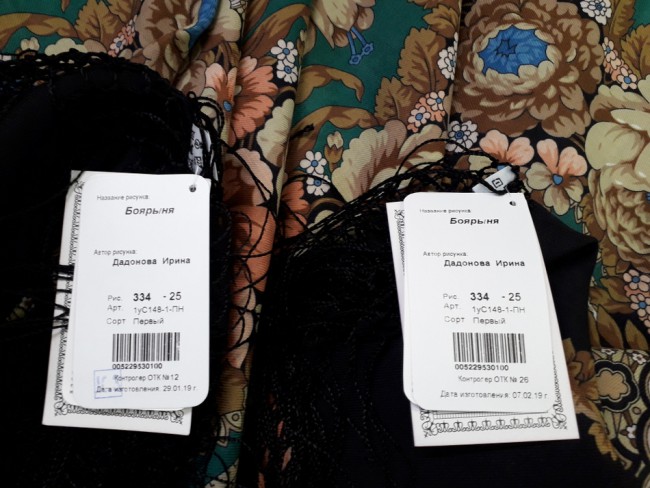 Название рисунка:
Боярыня
Автор рисунка:
Дадонова Ирина
Рис. 334 - 25
Арт. 1уС148-1-ПН
Сорт Первый
005229530100
Контролер ОТК № 12
Дата изготовления: 29.01.19 г.
Название рисунка:
Боярыня
Автор рисунка:
Дадонова Ирина
Рис. 334 - 25
Арт. 1уС148-1-ПН
Сорт Первый
005229530100
Контролер ОТК № 26
Дата изготовления: 07.02.19 г.